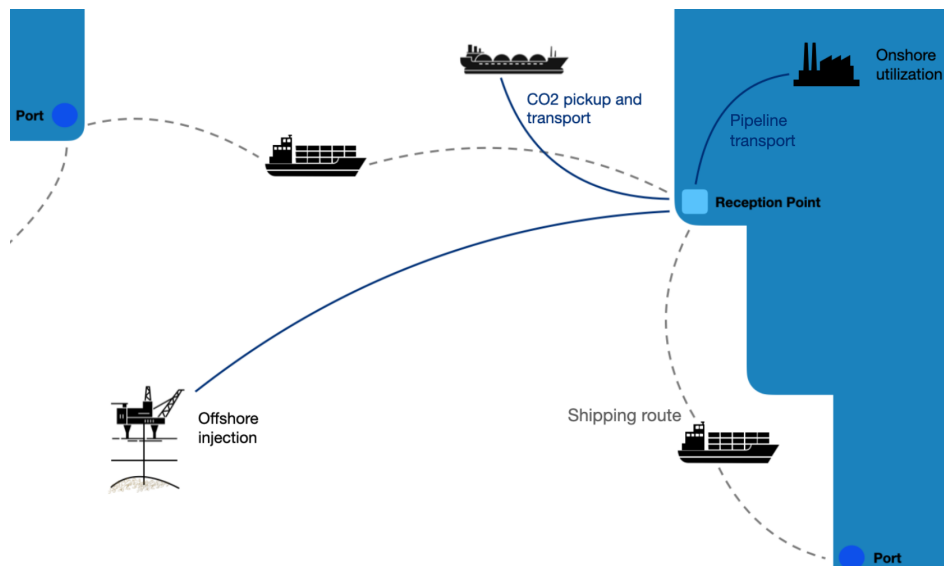 Onshore
utilization
CO2 pickup and
transport
Port
Pipeline
transport
Reception Point
Shipping route
Offshore
injection
Port